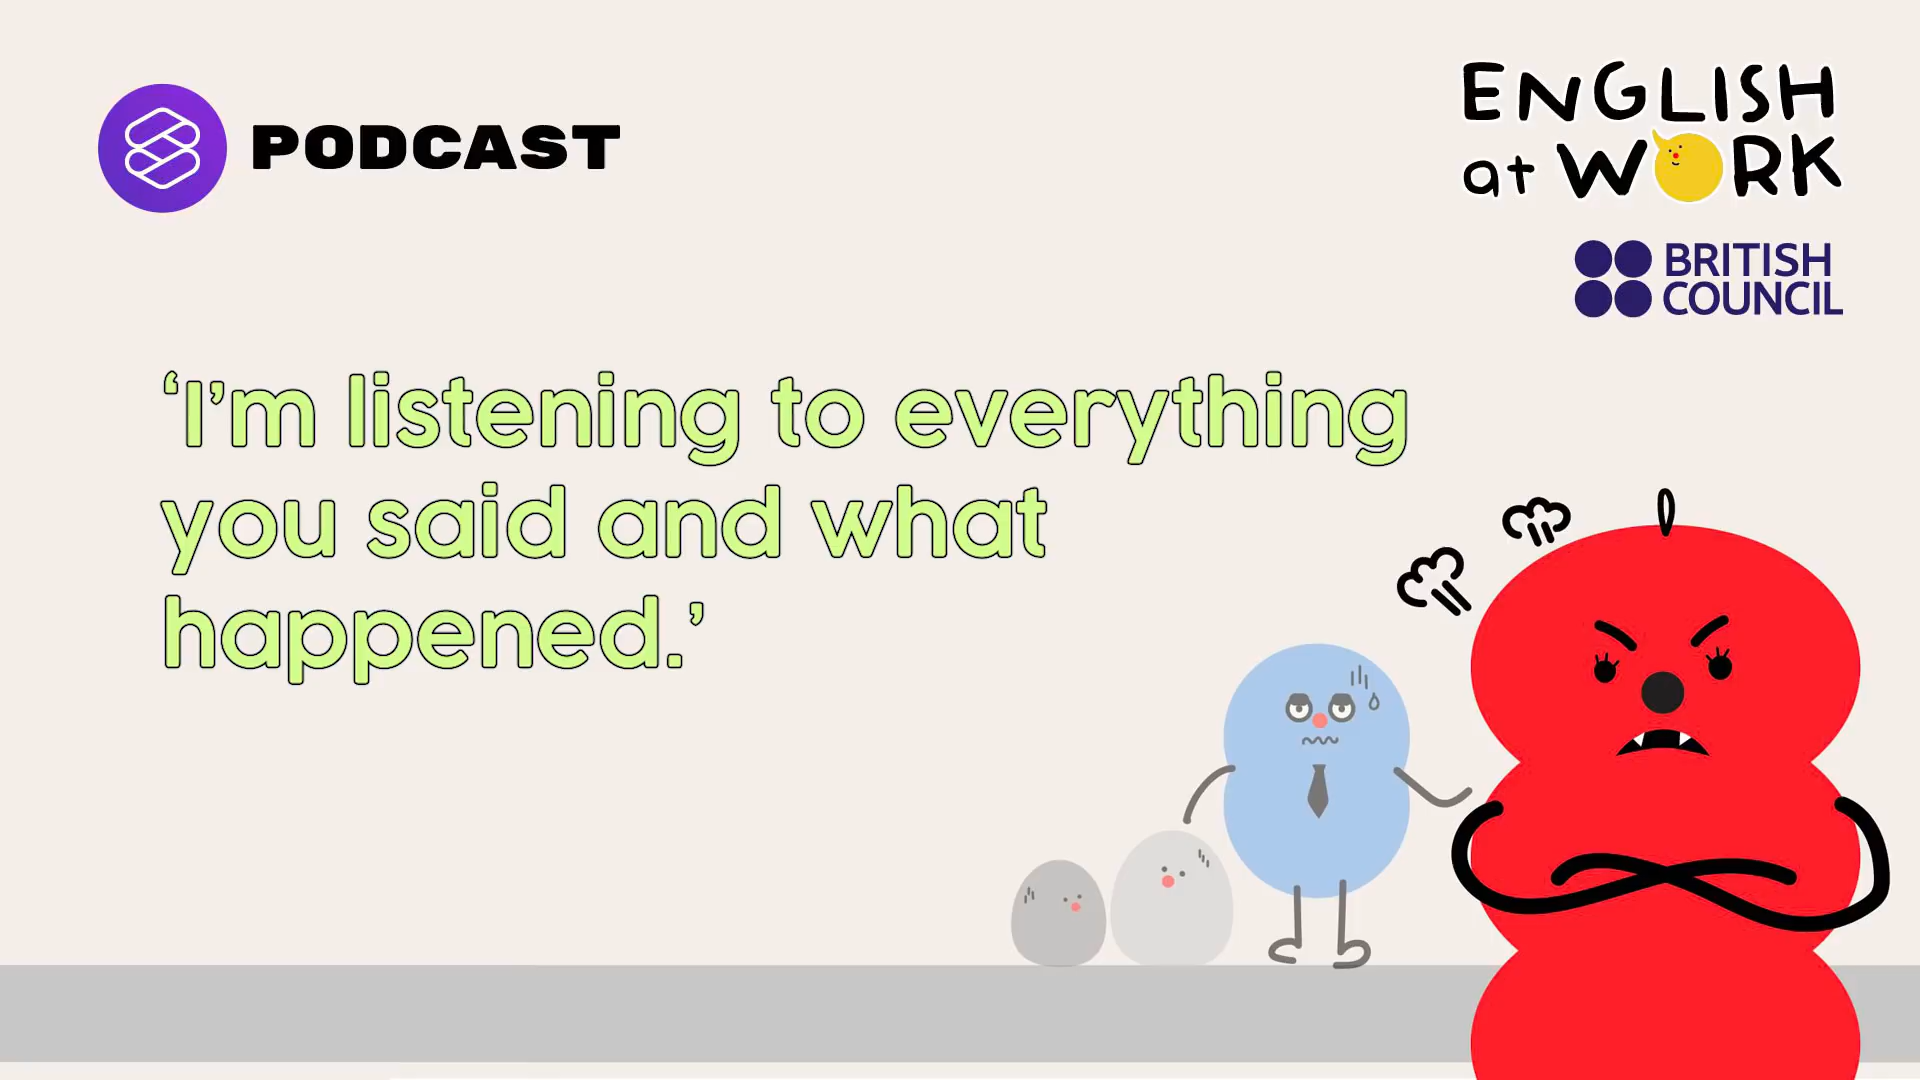 PODCAST
ENGLISH
at WORK
BRITISH
COUNCIL
‘I’m listening to everything
you said and what
happened.’